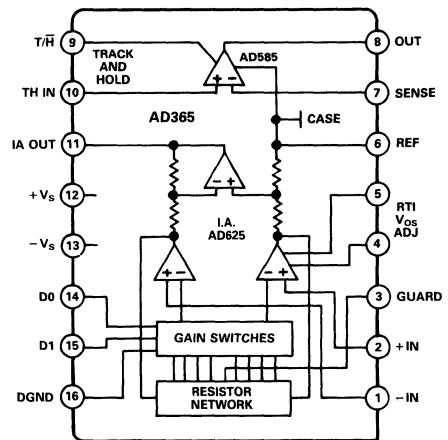 T/H̅ 9
TRACK
AND
HOLD
AD585
8 OUT
TH IN 10
7 SENSE
AD365
CASE
IA OUT 11
6 REF
- +
+ -
+VS 12
5
RTI
VOS
ADJ
I.A.
AD625
-VS 13
4
+ -
- +
3 GUARD
D0 14
GAIN SWITCHES
2 +IN
D1 15
RESISTOR
NETWORK
DGND 16
1 -IN